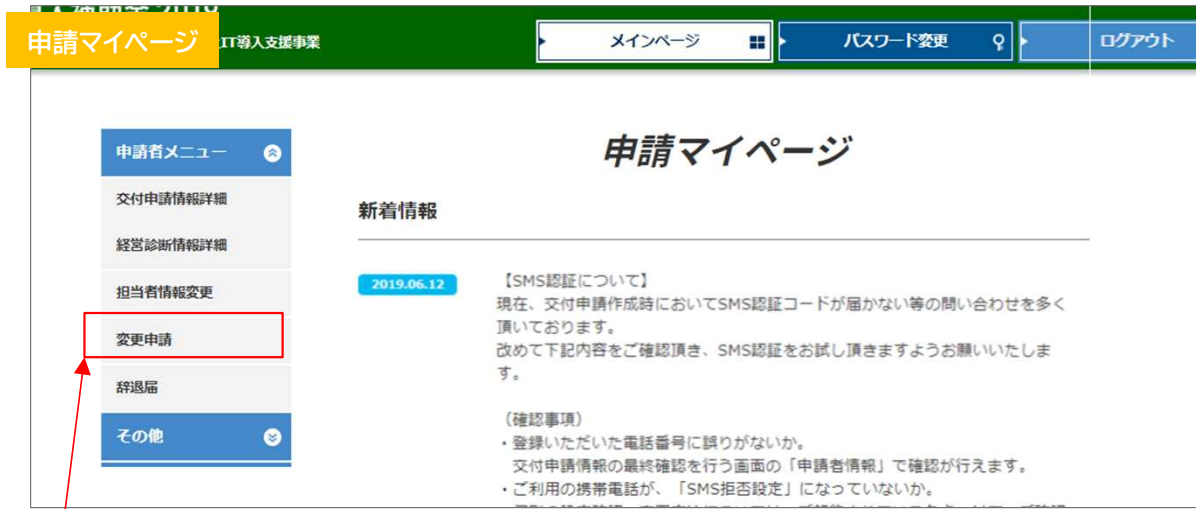 申請マイページ
IT導入支援事業
メインページ
パスワード変更
ログアウト
申請者メニュー
交付申請情報詳細
経営診断情報詳細
担当者情報変更
変更申請
辞退届
その他
申請マイページ
新着情報
2019.06.12
【SMS認証について】
現在、交付申請作成時においてSMS認証コードが届かない等の問い合わせを多く
頂いております。
改めて下記内容をご確認頂き、SMS認証をお試し頂きますようお願いいたしま
す。
（確認事項）
・登録いただいた電話番号に誤りがないか。
交付申請情報の最終確認を行う画面の「申請者情報」で確認が行えます。
・ご利用の携帯電話が、「SMS拒否設定」になっていないか。